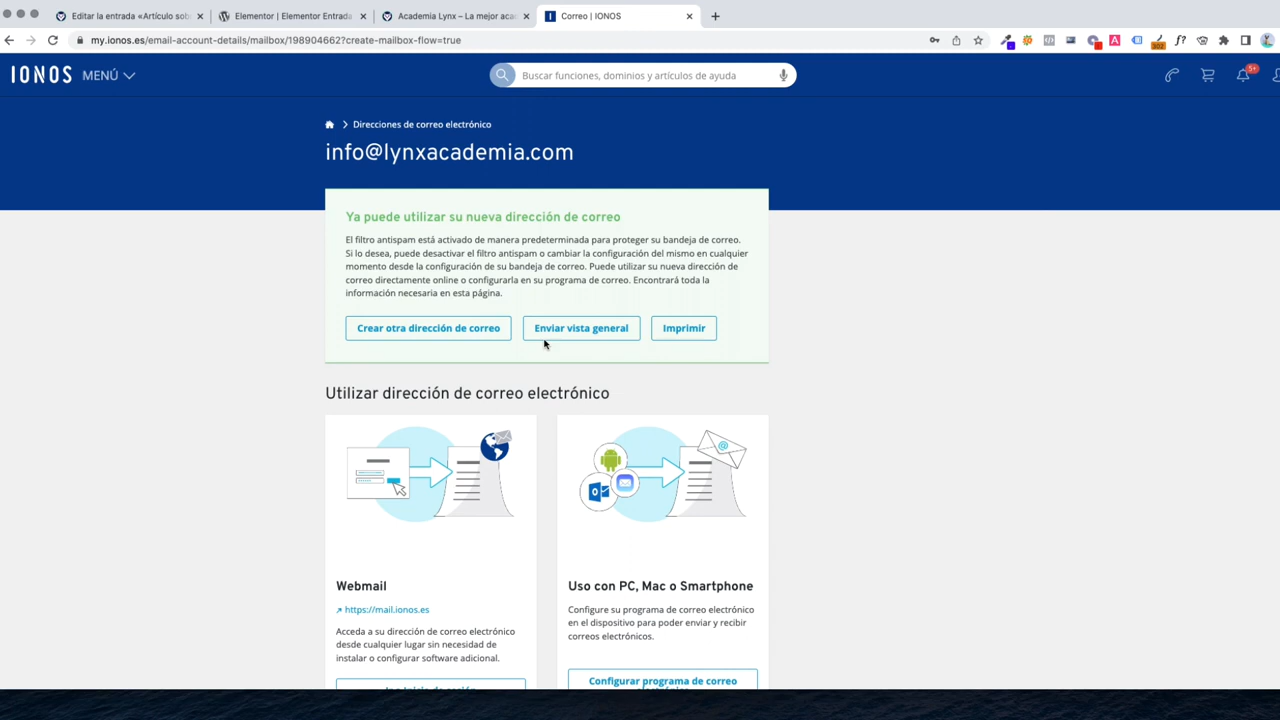 Editar la entrada «Artículo sob
Elementor | Elementor Entrada
Academia Lynx – La mejor aca
Correo | IONOS
my.ionos.es/email-account-details/mailbox/198904662?create-mailbox-flow=true
IONOS MENÚ
Buscar funciones, dominios y artículos de ayuda
5+
Direcciones de correo electrónico
info@lynxacademia.com
Ya puede utilizar su nueva dirección de correo
El filtro antispam está activado de manera predeterminada para proteger su bandeja de correo.
Si lo desea, puede desactivar el filtro antispam o cambiar la configuración del mismo en cualquier
momento desde la configuración de su bandeja de correo. Puede utilizar su nueva dirección de
correo directamente online o configurarla en su programa de correo. Encontrará toda la
información necesaria en esta página.
Crear otra dirección de correo
Enviar vista general
Imprimir
Utilizar dirección de correo electrónico
Webmail
https://mail.ionos.es
Acceda a su dirección de correo electrónico
desde cualquier lugar sin necesidad de
instalar o configurar software adicional.
Uso con PC, Mac o Smartphone
Configure su programa de correo electrónico
en el dispositivo para poder enviar y recibir
correos electrónicos.
Configurar programa de correo